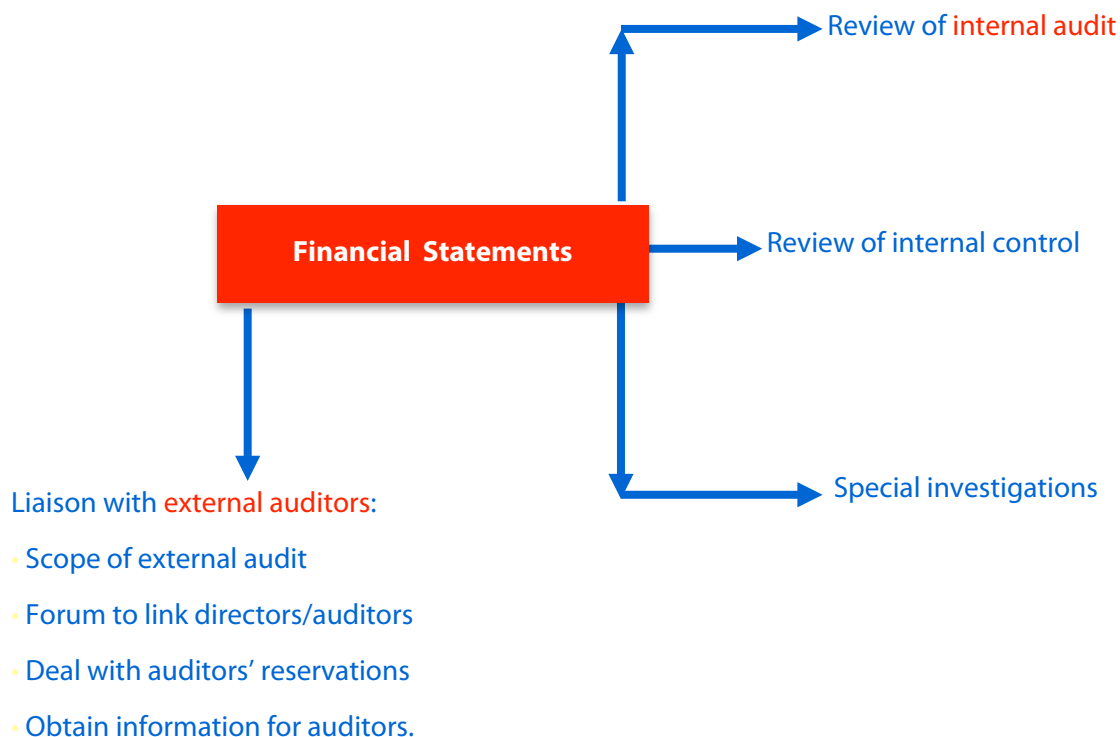 Review of internal audit
Financial Statements
Review of internal control
Special investigations
Liaison with external auditors:
• Scope of external audit
• Forum to link directors/auditors
• Deal with auditors’ reservations
• Obtain information for auditors.